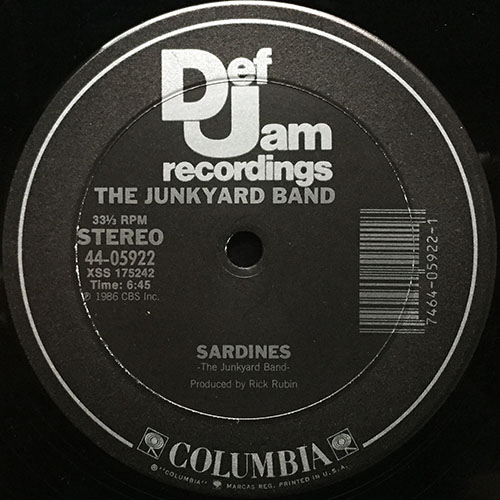 Def
Jam
recordings
THE JUNKYARD BAND
33⅓ RPM
STEREO
44-05922
XSS 175242
Time: 6:45
℗ 1986 CBS Inc.
7464-05922-1
SARDINES
-The Junkyard Band-
Produced by Rick Rubin
COLUMBIA
®"COLUMBIA" MARCAS REG. PRINTED IN U.S.A.